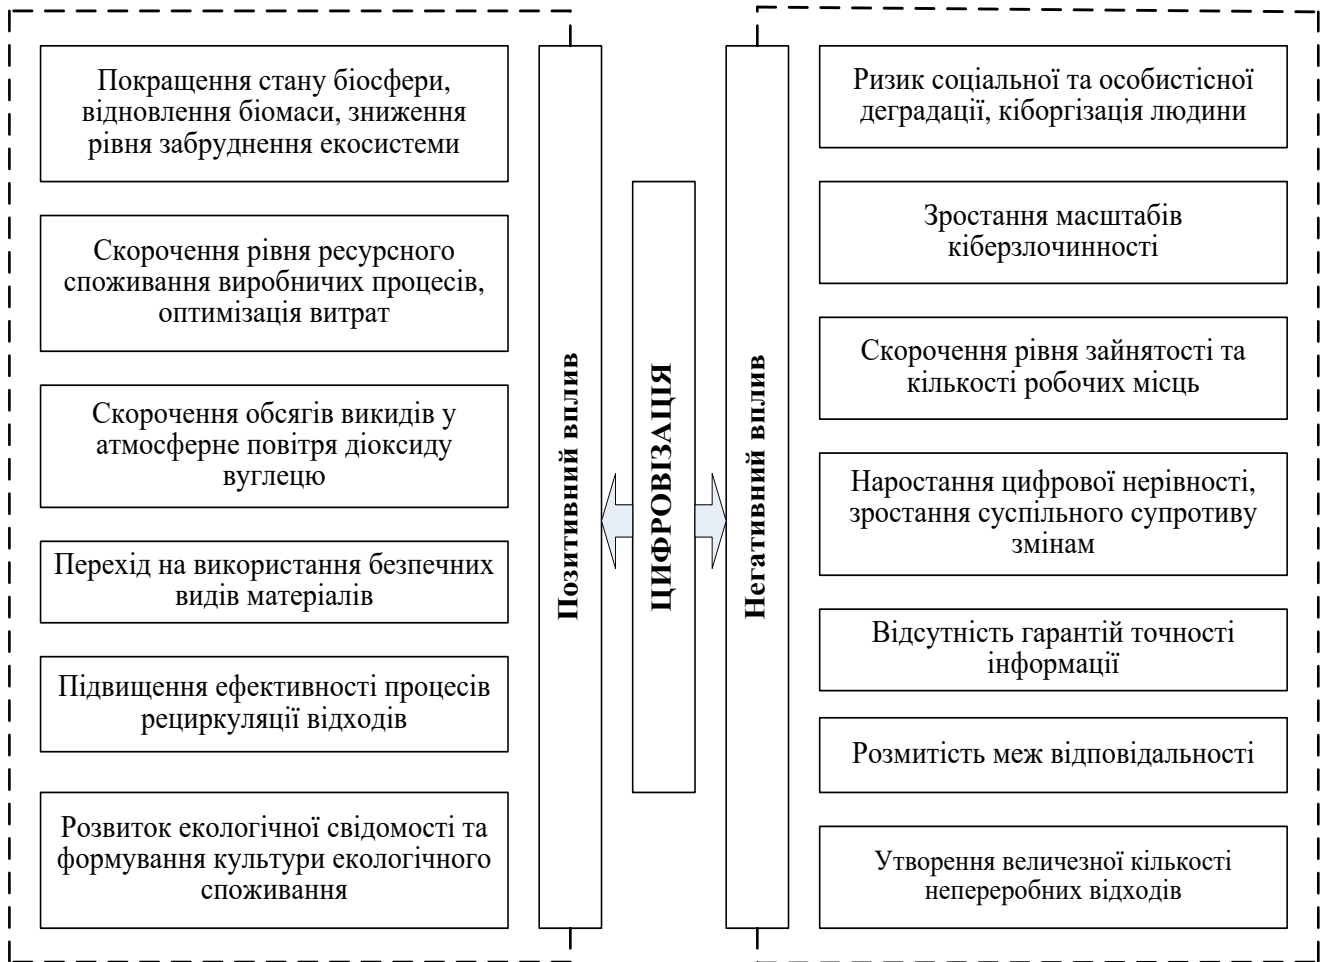 Покращення стану біосфери,
відновлення біомаси, зниження
рівня забруднення екосистеми
Скорочення рівня ресурсного
споживання виробничих процесів,
оптимізація витрат
Скорочення обсягів викидів у
атмосферне повітря діоксиду
вуглецю
Перехід на використання безпечних
видів матеріалів
Підвищення ефективності процесів
рециркуляції відходів
Розвиток екологічної свідомості та
формування культури екологічного
споживання
Позитивний вплив
ЦИФРОВІЗАЦІЯ
Негативний вплив
Ризик соціальної та особистісної
деградації, кіборгізація людини
Зростання масштабів
кіберзлочинності
Скорочення рівня зайнятості та
кількості робочих місць
Наростання цифрової нерівності,
зростання суспільного супротиву
змінам
Відсутність гарантій точності
інформації
Розмитість меж відповідальності
Утворення величезної кількості
непереробних відходів